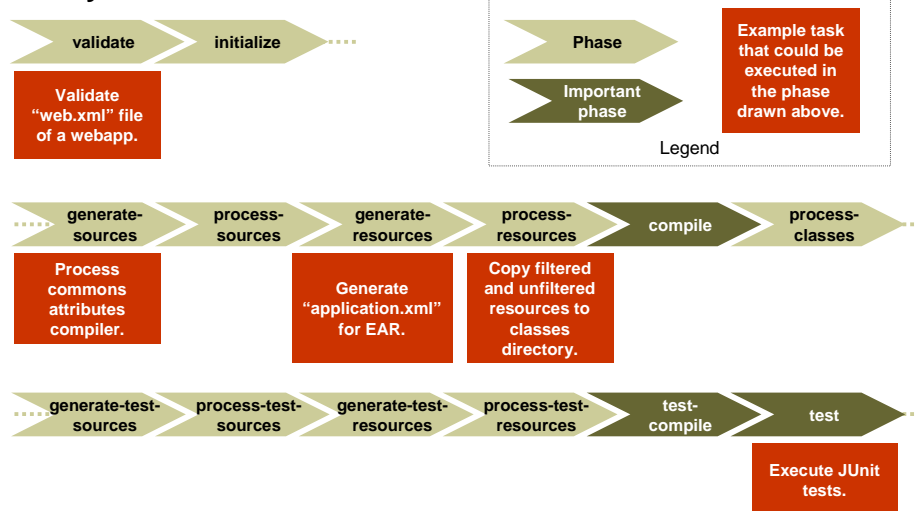 validate
initialize
Validate
“web.xml” file
of a webapp.
Phase
Important
phase
Example task
that could be
executed in
the phase
drawn above.
Legend
generate-
sources
process-
sources
generate-
resources
process-
resources
compile
process-
classes
Process
commons
attributes
compiler.
Generate
“application.xml”
for EAR.
Copy filtered
and unfiltered
resources to
classes
directory.
generate-test-
sources
process-test-
sources
generate-test-
resources
process-test-
resources
test-
compile
test
Execute JUnit
tests.